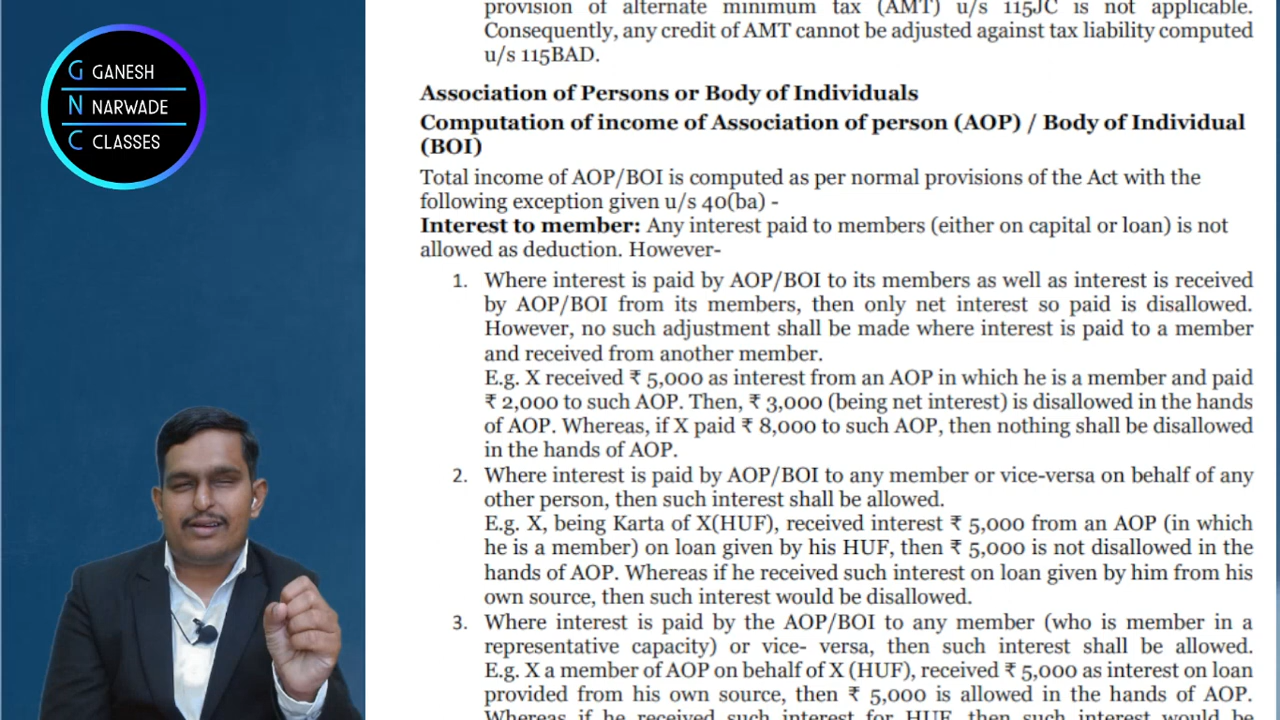 G GANESH
N NARWADE
C CLASSES
provision of alternate minimum tax (AMT) u/s 115JC is not applicable.
Consequently, any credit of AMT cannot be adjusted against tax liability computed
u/s 115BAD.
Association of Persons or Body of Individuals
Computation of income of Association of person (AOP) / Body of Individual
(BOI)
Total income of AOP/BOI is computed as per normal provisions of the Act with the
following exception given u/s 40(ba) -
Interest to member: Any interest paid to members (either on capital or loan) is not
allowed as deduction. However-
1. Where interest is paid by AOP/BOI to its members as well as interest is received
by AOP/BOI from its members, then only net interest so paid is disallowed.
However, no such adjustment shall be made where interest is paid to a member
and received from another member.
E.g. X received ₹ 5,000 as interest from an AOP in which he is a member and paid
₹ 2,000 to such AOP. Then, ₹ 3,000 (being net interest) is disallowed in the hands
of AOP. Whereas, if X paid ₹ 8,000 to such AOP, then nothing shall be disallowed
in the hands of AOP.
2. Where interest is paid by AOP/BOI to any member or vice-versa on behalf of any
other person, then such interest shall be allowed.
E.g. X, being Karta of X(HUF), received interest ₹ 5,000 from an AOP (in which
he is a member) on loan given by his HUF, then ₹ 5,000 is not disallowed in the
hands of AOP. Whereas if he received such interest on loan given by him from his
own source, then such interest would be disallowed.
3. Where interest is paid by the AOP/BOI to any member (who is member in a
representative capacity) or vice- versa, then such interest shall be allowed.
E.g. X a member of AOP on behalf of X (HUF), received ₹ 5,000 as interest on loan
provided from his own source, then ₹ 5,000 is allowed in the hands of AOP.
Whereas if he received such interest for HUF, then such interest would be